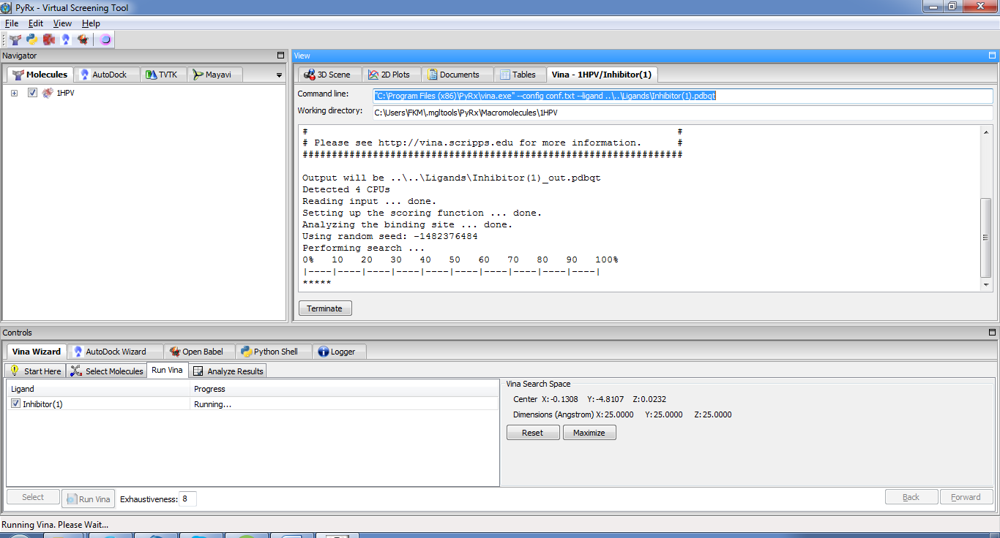 PyRx - Virtual Screening Tool
File Edit View Help
Navigator
View
Molecules AutoDock TVTK Mayavi
1HPV
3D Scene 2D Plots Documents Tables Vina - 1HPV/Inhibitor(1)
Command line: "C:\Program Files (x86)\PyRx\vina.exe" --config conf.txt --ligand ..\..\Ligands\Inhibitor(1).pdbqt
Working directory: C:\Users\FKM\.mgltools\PyRx\Macromolecules\1HPV
# #
# Please see http://vina.scripps.edu for more information. #
#################################################################
Output will be ..\..\Ligands\Inhibitor(1)_out.pdbqt
Detected 4 CPUs
Reading input ... done.
Setting up the scoring function ... done.
Analyzing the binding site ... done.
Using random seed: -1482376484
Performing search ...
0% 10 20 30 40 50 60 70 80 90 100%
|----|----|----|----|----|----|----|----|----|----|
*****
Terminate
Controls
Vina Wizard AutoDock Wizard Open Babel Python Shell Logger
Start Here Select Molecules Run Vina Analyze Results
Ligand Progress
Inhibitor(1) Running...
Vina Search Space
Center X:-0.1308 Y:-4.8107 Z:0.0232
Dimensions (Angstrom) X:25.0000 Y:25.0000 Z:25.0000
Reset Maximize
Select Run Vina Exhaustiveness: 8
Back Forward
Running Vina. Please Wait...